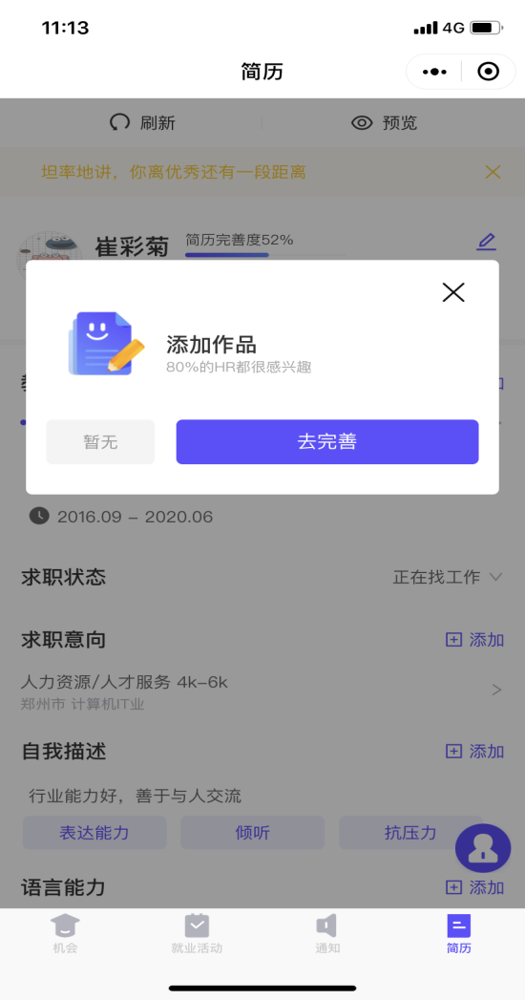 11:13
4G
简历
刷新
预览
坦率地讲，你离优秀还有一段距离
崔彩菊
简历完善度52%
添加作品
80%的HR都很感兴趣
暂无
去完善
2016.09 – 2020.06
求职状态
正在找工作
求职意向
添加
人力资源/人才服务 4k–6k
郑州市 计算机IT业
自我描述
添加
行业能力好，善于与人交流
表达能力
倾听
抗压力
语言能力
添加
机会
就业活动
通知
简历